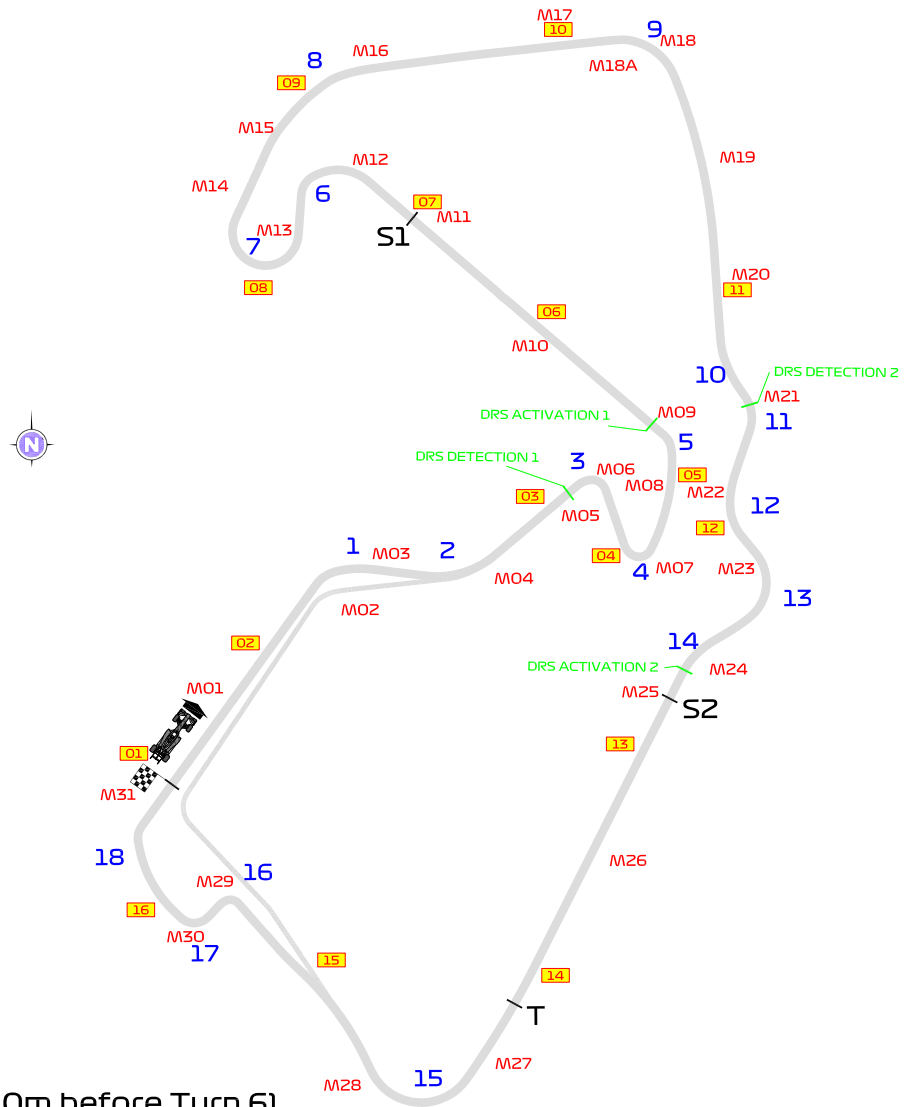 M17
10
9
M18
M16
8
M18A
09
M15
M19
M12
M14
6
07
M11
M13
S1
7
M20
08
11
06
M10
10
DRS DETECTION 2
M21
M09
DRS ACTIVATION 1
11
5
N
DRS DETECTION 1
3
M06
05
M08
M22
03
12
M05
12
1
M03
2
04
4
M07
M23
M04
13
M02
02
14
DRS ACTIVATION 2
M24
M01
M25
S2
13
01
M31
18
M26
16
M29
16
M30
17
15
14
T
M27
15
M28
0m before Turn 6)